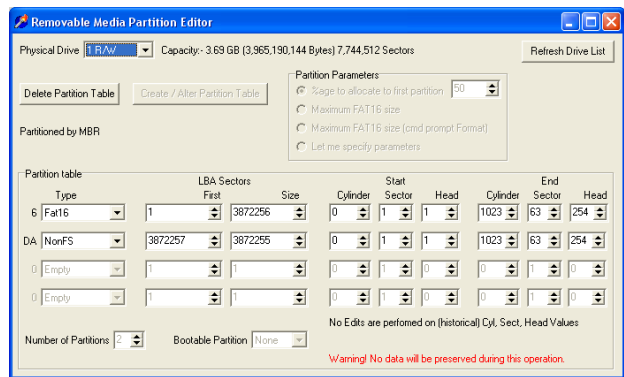 Removable Media Partition Editor
Physical Drive 1 R/W Capacity:- 3.69 GB (3,965,190,144 Bytes) 7,744,512 Sectors Refresh Drive List
Partition Parameters
Delete Partition Table Create / Alter Partition Table %age to allocate to first partition 50
Maximum FAT16 size
Partitioned by MBR Maximum FAT16 size (cmd prompt Format)
Let me specify parameters
Partition table
LBA Sectors Start End
Type First Size Cylinder Sector Head Cylinder Sector Head
6 Fat16 1 3872256 0 1 1 1023 63 254
DA NonFS 3872257 3872255 0 1 1 1023 63 254
0 Empty 1 1 0 1 0 0 1 0
0 Empty 1 1 0 1 0 0 1 0
No Edits are perfomed on (historical) Cyl, Sect, Head Values
Number of Partitions 2 Bootable Partition None
Warning! No data will be preserved during this operation.